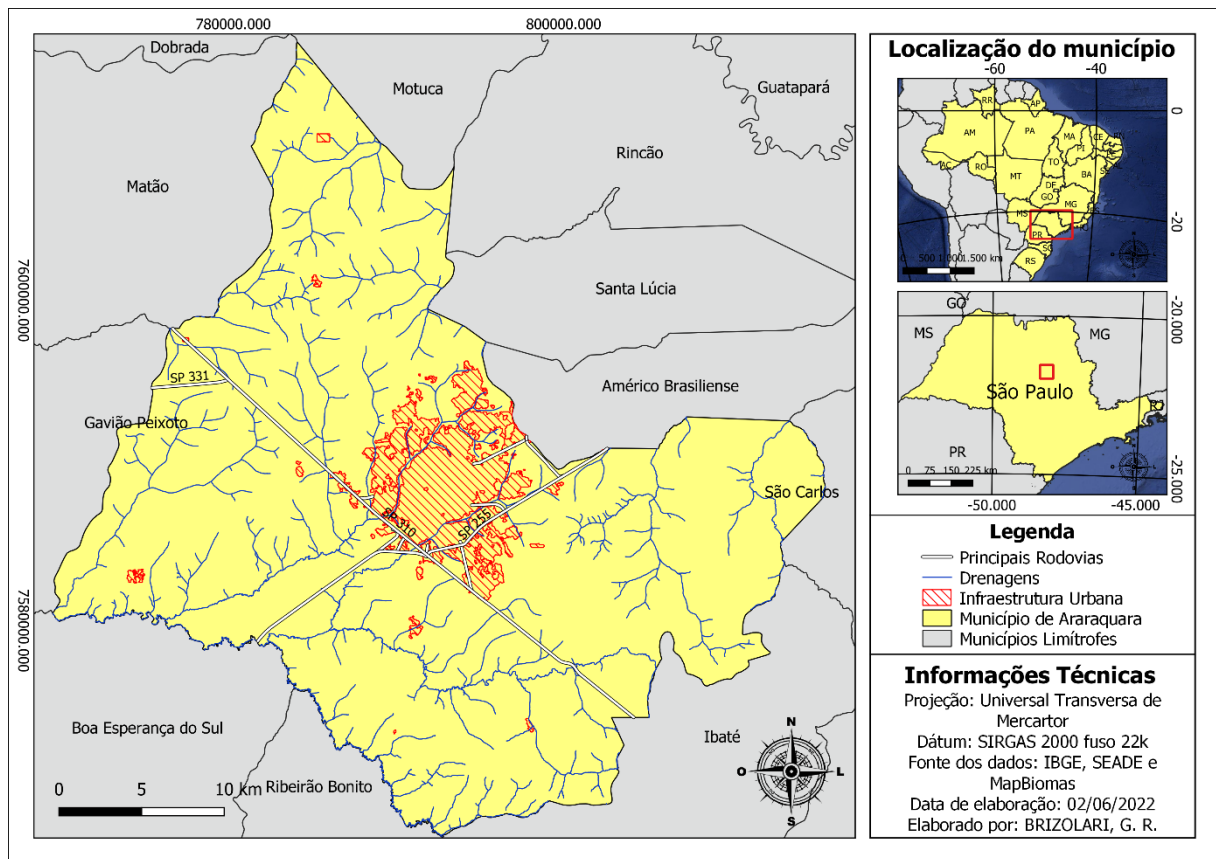 780000.000
800000.000
7600000.000
7580000.000
Dobrada
Motuca
Guatapará
Matão
Rincão
Santa Lúcia
SP 331
Américo Brasiliense
Gavião Peixoto
São Carlos
SP 310
SP 255
Boa Esperança do Sul
Ribeirão Bonito
Ibaté
0 5 10 km
N
O
L
S
Localização do município
-60 -40
0
-20
RR
AP
AM
PA
MA
CE
PI
AC
RO
TO
MT
BA
DF
GO
MG
MS
PR
SC
RS
500 1.000 1.500 km
GO
MS
MG
São Paulo
RJ
PR
0 75 150 225 km
-20.000
-25.000
-50.000 -45.000
Legenda
Principais Rodovias
Drenagens
Infraestrutura Urbana
Município de Araraquara
Municípios Limítrofes
Informações Técnicas
Projeção: Universal Transversa de
Mercartor
Dátum: SIRGAS 2000 fuso 22k
Fonte dos dados: IBGE, SEADE e
MapBiomas
Data de elaboração: 02/06/2022
Elaborado por: BRIZOLARI, G. R.